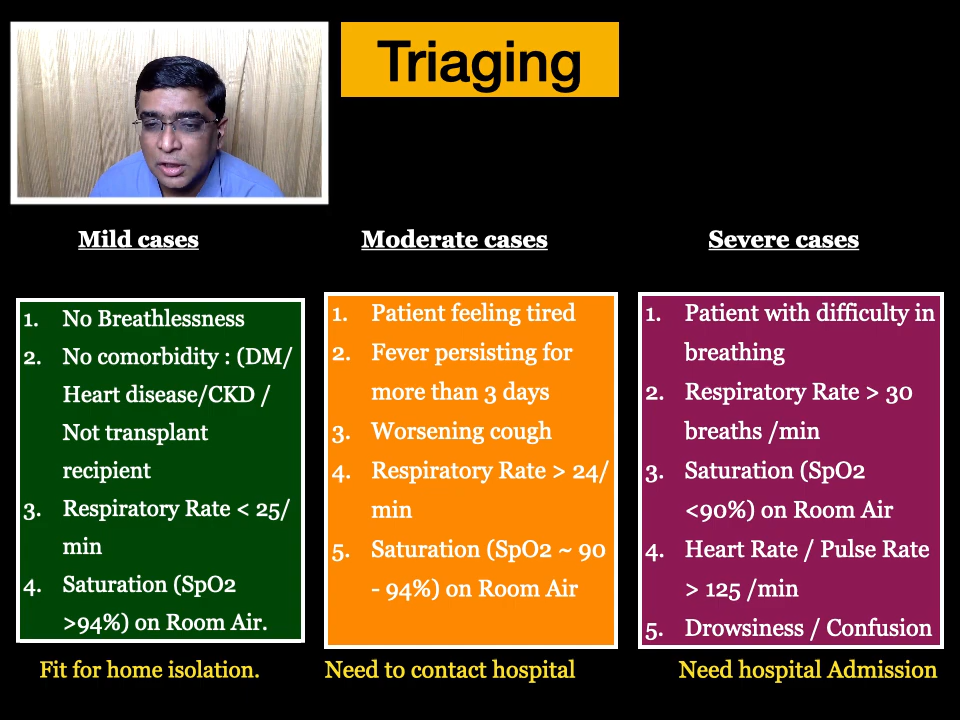 Triaging
Mild cases
1. No Breathlessness
2. No comorbidity : (DM/
Heart disease/CKD /
Not transplant
recipient
3. Respiratory Rate < 25/
min
4. Saturation (SpO2
>94%) on Room Air.
Fit for home isolation.
Moderate cases
1. Patient feeling tired
2. Fever persisting for
more than 3 days
3. Worsening cough
4. Respiratory Rate > 24/
min
5. Saturation (SpO2 ~ 90
- 94%) on Room Air
Need to contact hospital
Severe cases
1. Patient with difficulty in
breathing
2. Respiratory Rate > 30
breaths /min
3. Saturation (SpO2
<90%) on Room Air
4. Heart Rate / Pulse Rate
> 125 /min
5. Drowsiness / Confusion
Need hospital Admission